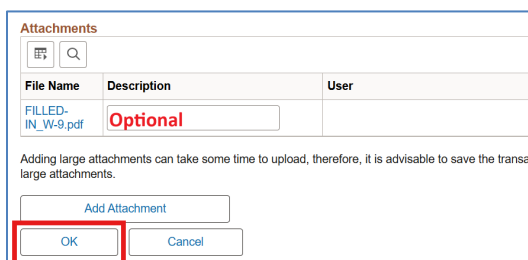 Attachments
File Name Description User
FILLED-
IN_W-9.pdf
Optional
Adding large attachments can take some time to upload, therefore, it is advisable to save the
large attachments.
Add Attachment
OK Cancel